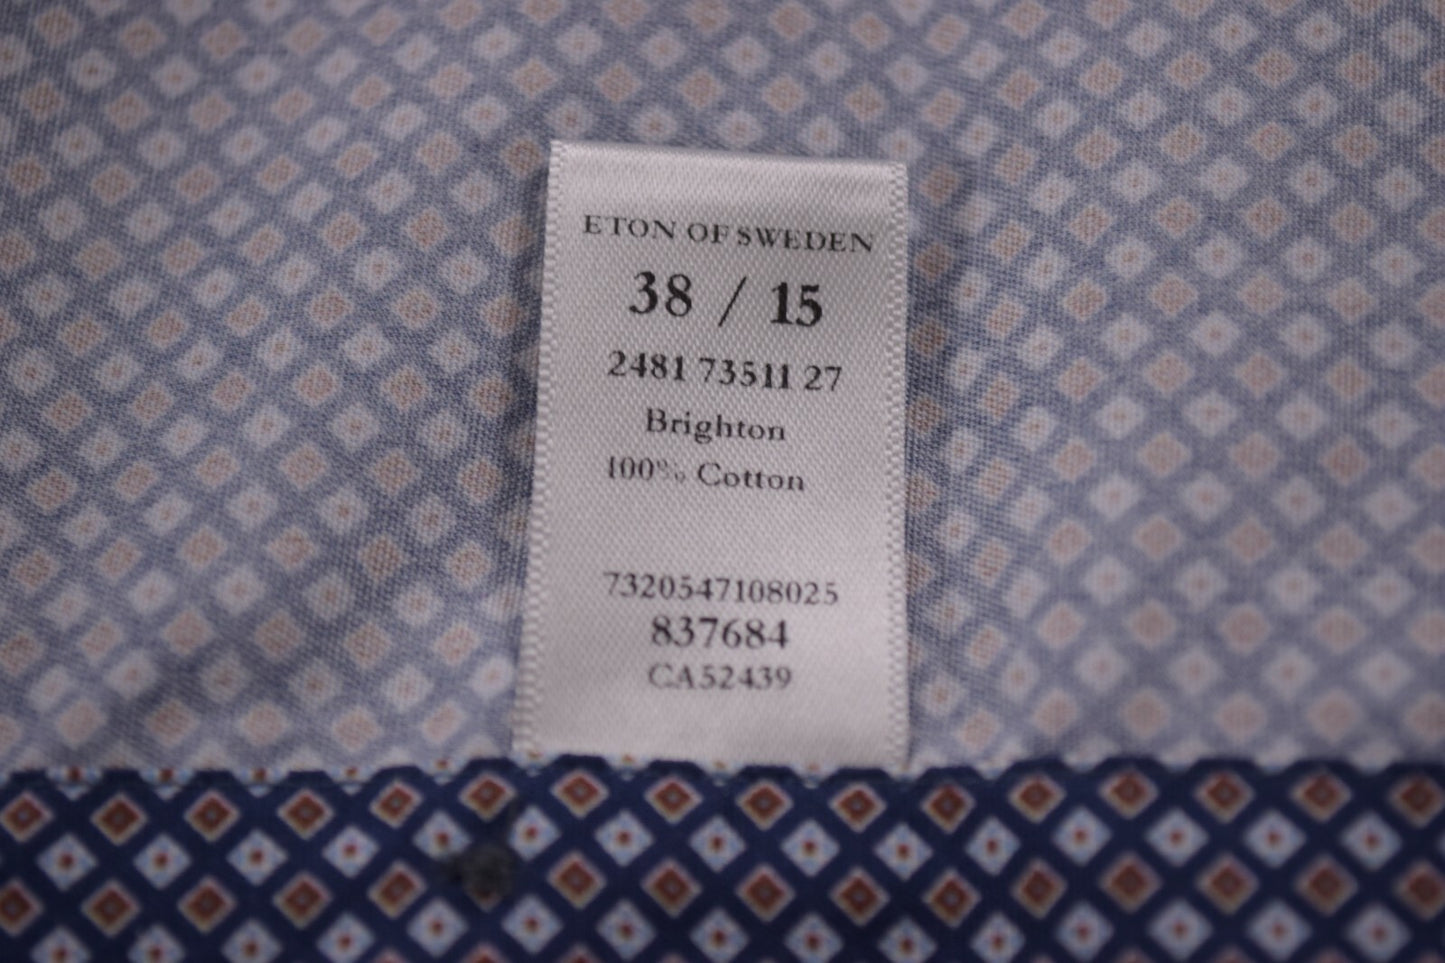 ETON OF SWEDEN
38 / 15
2481 73511 27
Brighton
100% Cotton
7320547108025
837684
CA52439